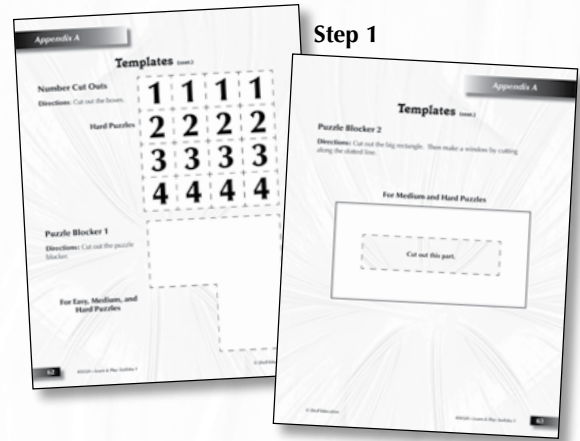 Step 1
Appendix A
Templates
Number Cut Outs
Directions: Cut out the boxes.
Hard Puzzles
1 1 1 1
2 2 2 2
3 3 3 3
4 4 4 4
Puzzle Blocker 1
Directions: Cut out the puzzle
blocker.
For Easy, Medium, and
Hard Puzzles
62
Appendix A
Templates
Puzzle Blocker 2
Directions: Cut out the big rectangle. Then make a window by cutting
along the dotted line.
For Medium and Hard Puzzles
Cut out this part.